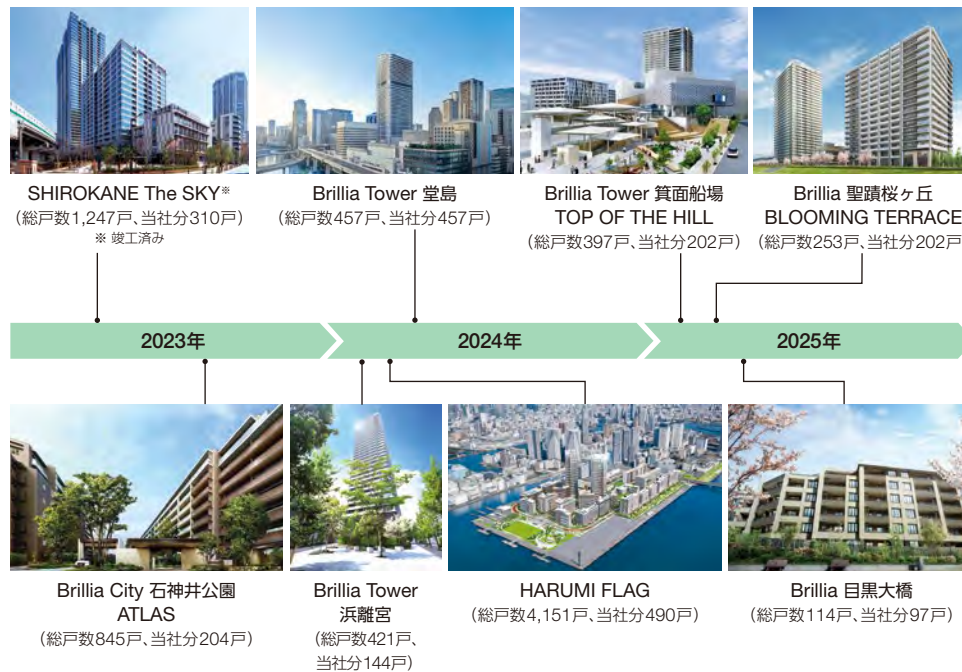 SHIROKANE The SKY※
（総戸数1,247戸、当社分310戸）
※ 竣工済み
Brillia Tower 堂島
（総戸数457戸、当社分457戸）
Brillia Tower 箕面船場
TOP OF THE HILL
（総戸数397戸、当社分202戸）
Brillia 聖蹟桜ヶ丘
BLOOMING TERRACE
（総戸数253戸、当社分202戸
2023年
2024年
2025年
Brillia City 石神井公園
ATLAS
（総戸数845戸、当社分204戸）
Brillia Tower
浜離宮
（総戸数421戸、
当社分144戸）
HARUMI FLAG
（総戸数4,151戸、当社分490戸）
Brillia 目黒大橋
（総戸数114戸、当社分97戸）